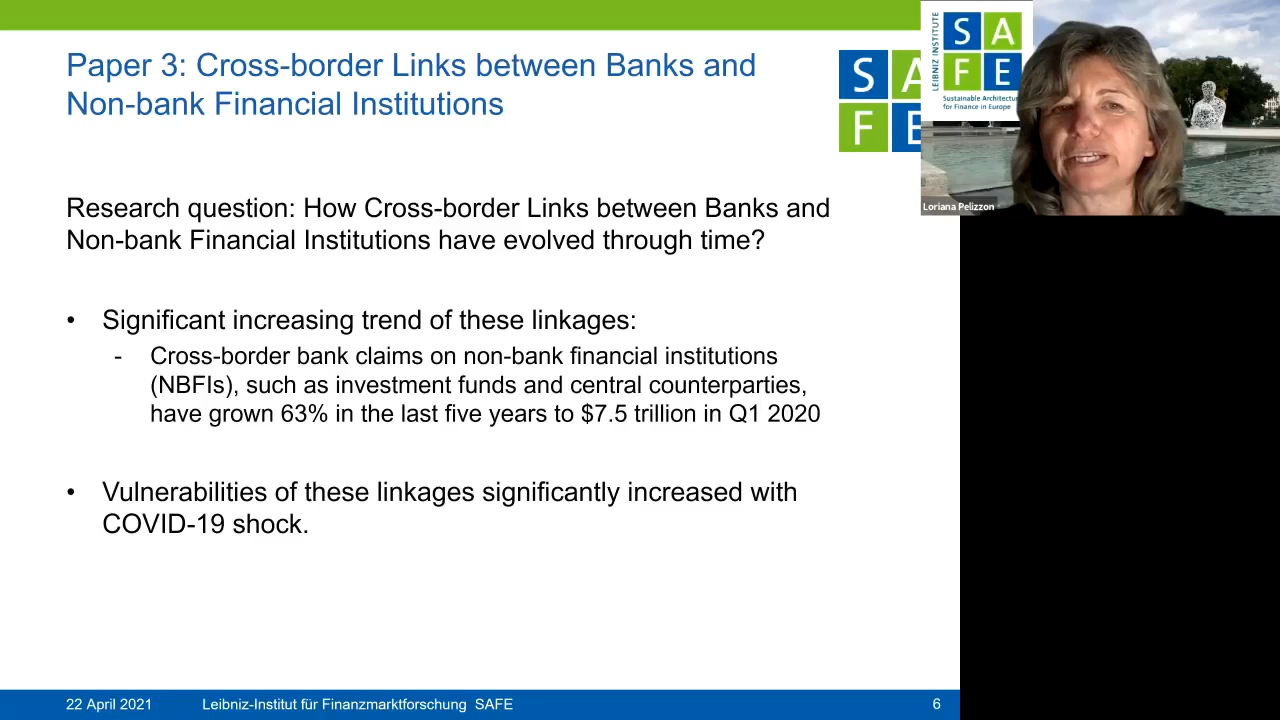 Paper 3: Cross-border Links between Banks and
Non-bank Financial Institutions
S A
F E
LEIBNIZ INSTITUTE
S A
F E
Sustainable Architectur
for Finance in Europe
Loriana Pelizzon
Research question: How Cross-border Links between Banks and
Non-bank Financial Institutions have evolved through time?
• Significant increasing trend of these linkages:
- Cross-border bank claims on non-bank financial institutions
(NBFIs), such as investment funds and central counterparties,
have grown 63% in the last five years to $7.5 trillion in Q1 2020
• Vulnerabilities of these linkages significantly increased with
COVID-19 shock.
22 April 2021 Leibniz-Institut für Finanzmarktforschung SAFE 6